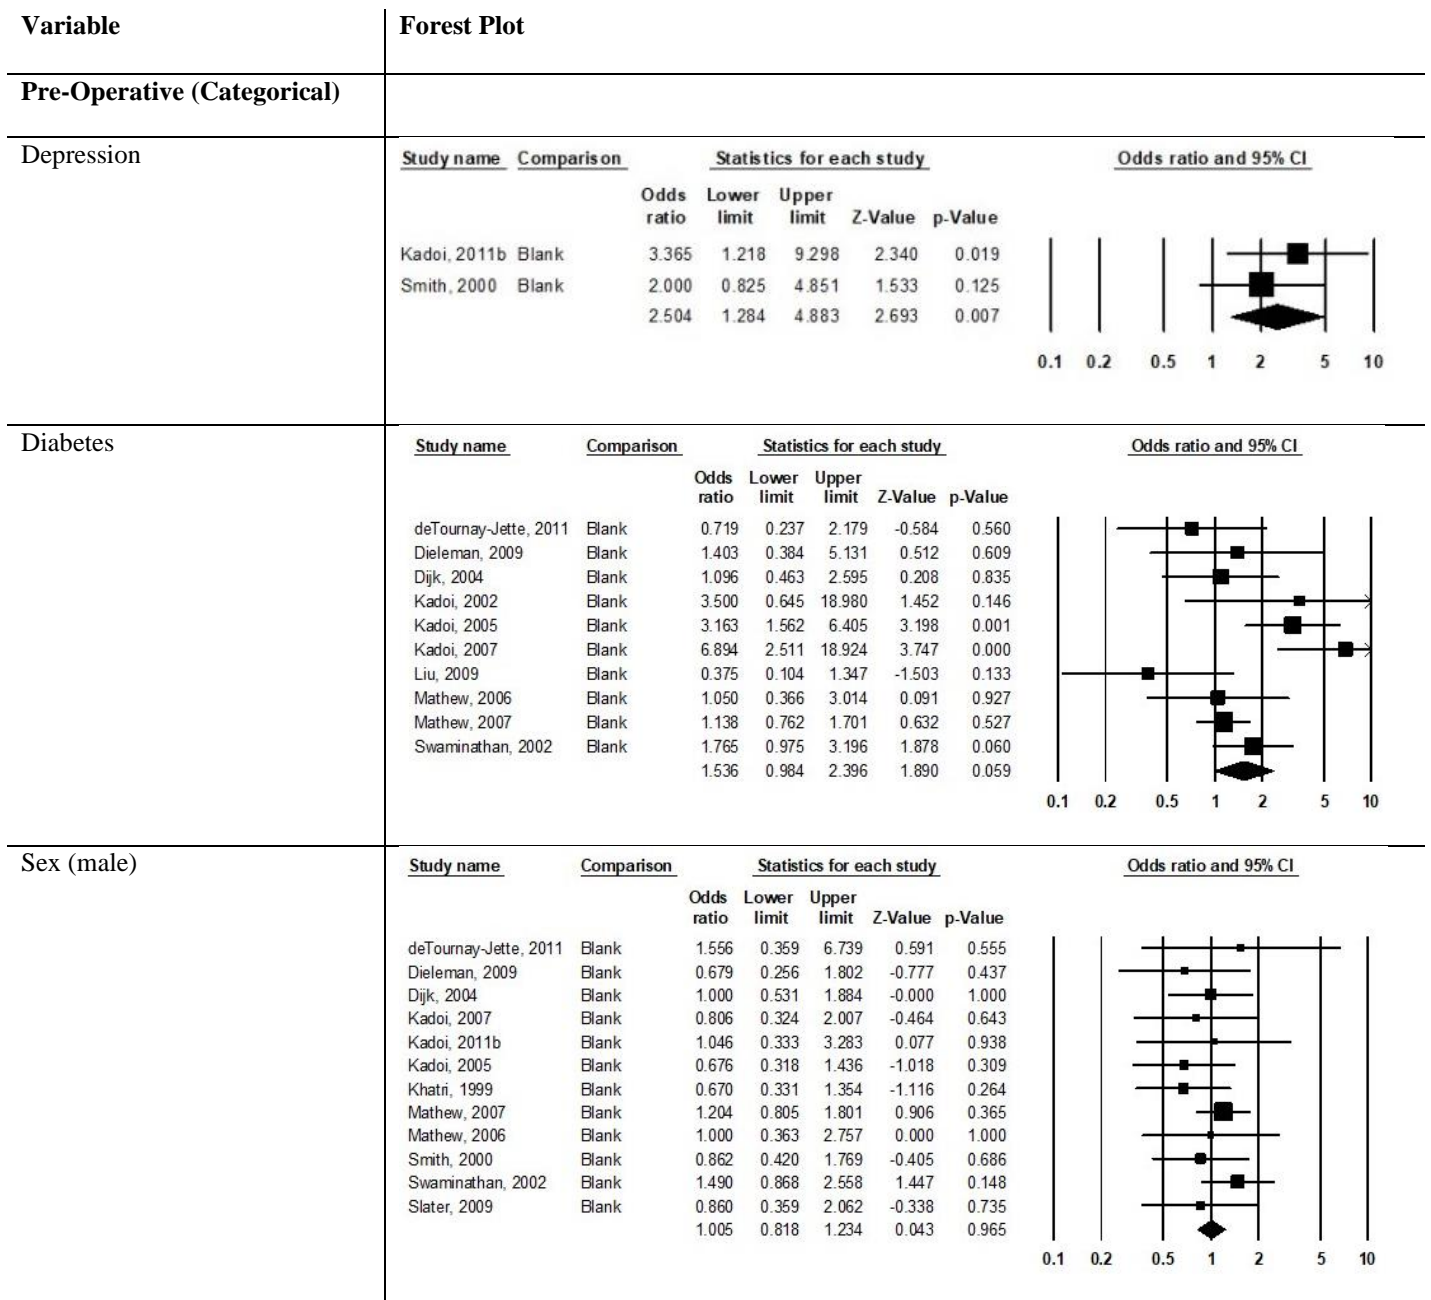 Variable Forest Plot
Pre-Operative (Categorical)
Depression
Study name Comparison Statistics for each study Odds ratio and 95% CI
Odds Lower Upper
ratio limit limit Z-Value p-Value
Kadoi, 2011b Blank 3.365 1.218 9.298 2.340 0.019
Smith, 2000 Blank 2.000 0.825 4.851 1.533 0.125
2.504 1.284 4.883 2.693 0.007
0.1 0.2 0.5 1 2 5 10
Diabetes
Study name Comparison Statistics for each study Odds ratio and 95% CI
Odds Lower Upper
ratio limit limit Z-Value p-Value
deTournay-Jette, 2011 Blank 0.719 0.237 2.179 -0.584 0.560
Dieleman, 2009 Blank 1.403 0.384 5.131 0.512 0.609
Dijk, 2004 Blank 1.096 0.463 2.595 0.208 0.835
Kadoi, 2002 Blank 3.500 0.645 18.980 1.452 0.146
Kadoi, 2005 Blank 3.163 1.562 6.405 3.198 0.001
Kadoi, 2007 Blank 6.894 2.511 18.924 3.747 0.000
Liu, 2009 Blank 0.375 0.104 1.347 -1.503 0.133
Mathew, 2006 Blank 1.050 0.366 3.014 0.091 0.927
Mathew, 2007 Blank 1.138 0.762 1.701 0.632 0.527
Swaminathan, 2002 Blank 1.765 0.975 3.196 1.878 0.060
1.536 0.984 2.396 1.890 0.059
0.1 0.2 0.5 1 2 5 10
Sex (male)
Study name Comparison Statistics for each study Odds ratio and 95% CI
Odds Lower Upper
ratio limit limit Z-Value p-Value
deTournay-Jette, 2011 Blank 1.556 0.359 6.739 0.591 0.555
Dieleman, 2009 Blank 0.679 0.256 1.802 -0.777 0.437
Dijk, 2004 Blank 1.000 0.531 1.884 -0.000 1.000
Kadoi, 2007 Blank 0.806 0.324 2.007 -0.464 0.643
Kadoi, 2011b Blank 1.046 0.333 3.283 0.077 0.938
Kadoi, 2005 Blank 0.676 0.318 1.436 -1.018 0.309
Khatri, 1999 Blank 0.670 0.331 1.354 -1.116 0.264
Mathew, 2007 Blank 1.204 0.805 1.801 0.906 0.365
Mathew, 2006 Blank 1.000 0.363 2.757 0.000 1.000
Smith, 2000 Blank 0.862 0.420 1.769 -0.405 0.686
Swaminathan, 2002 Blank 1.490 0.868 2.558 1.447 0.148
Slater, 2009 Blank 0.860 0.359 2.062 -0.338 0.735
1.005 0.818 1.234 0.043 0.965
0.1 0.2 0.5 1 2 5 10